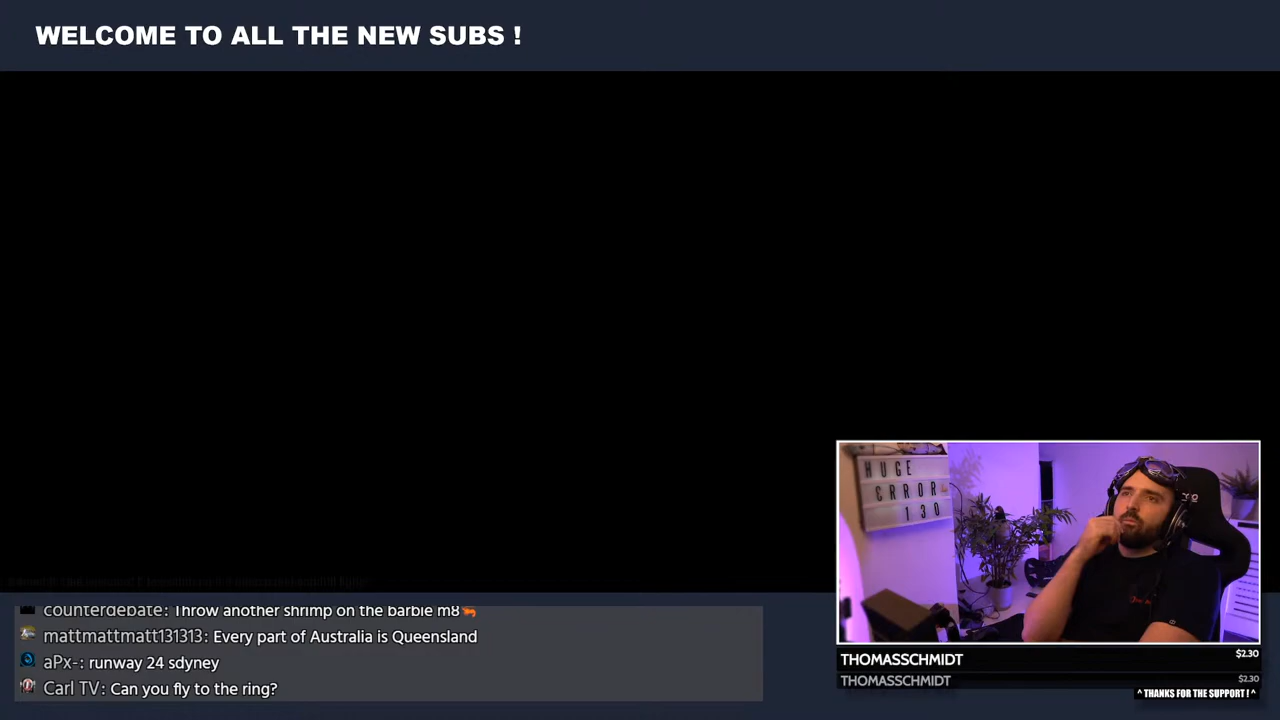 WELCOME TO ALL THE NEW SUBS !
HUGE
ERROR
130
counterdebate: Throw another shrimp on the barbie m8🦐
mattmattmatt131313: Every part of Australia is Queensland
aPx-: runway 24 sdyney
Carl TV: Can you fly to the ring?
THOMASSCHMIDT $2.30
THOMASSCHMIDT $2.30
^ THANKS FOR THE SUPPORT ! ^